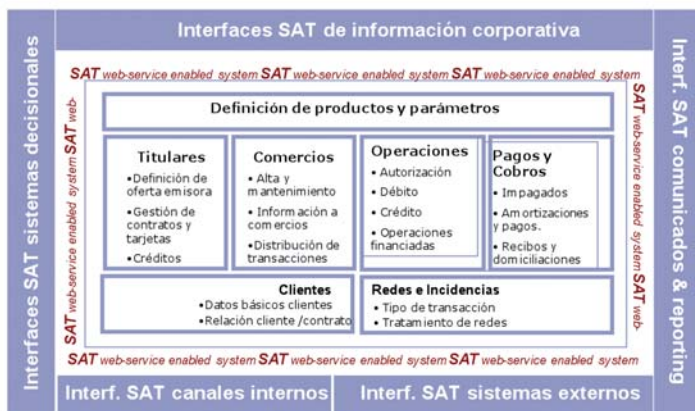 Interfaces SAT de información corporativa
Interfaces SAT sistemas decisionales
Interf. SAT comunicados & reporting
SAT web-service enabled system SAT web-service enabled system SAT web-service enabled system
SAT web-service enabled system SAT web-
SAT web-service enabled system SAT web-
Definición de productos y parámetros
Titulares
•Definición de
oferta emisora
•Gestión de
contratos y
tarjetas
•Créditos
Comercios
• Alta y
mantenimiento
• Información a
comercios
• Distribución de
transacciones
Operaciones
• Autorización
• Débito
• Crédito
• Operaciones
financiadas
Pagos y
Cobros
• Impagados
• Amortizaciones
y pagos.
• Recibos y
domiciliaciones
Clientes
•Datos básicos clientes
•Relación cliente /contrato
Redes e Incidencias
• Tipo de transacción
• Tratamiento de redes
SAT web-service enabled system SAT web-service enabled system SAT web-service enabled system
Interf. SAT canales internos
Interf. SAT sistemas externos